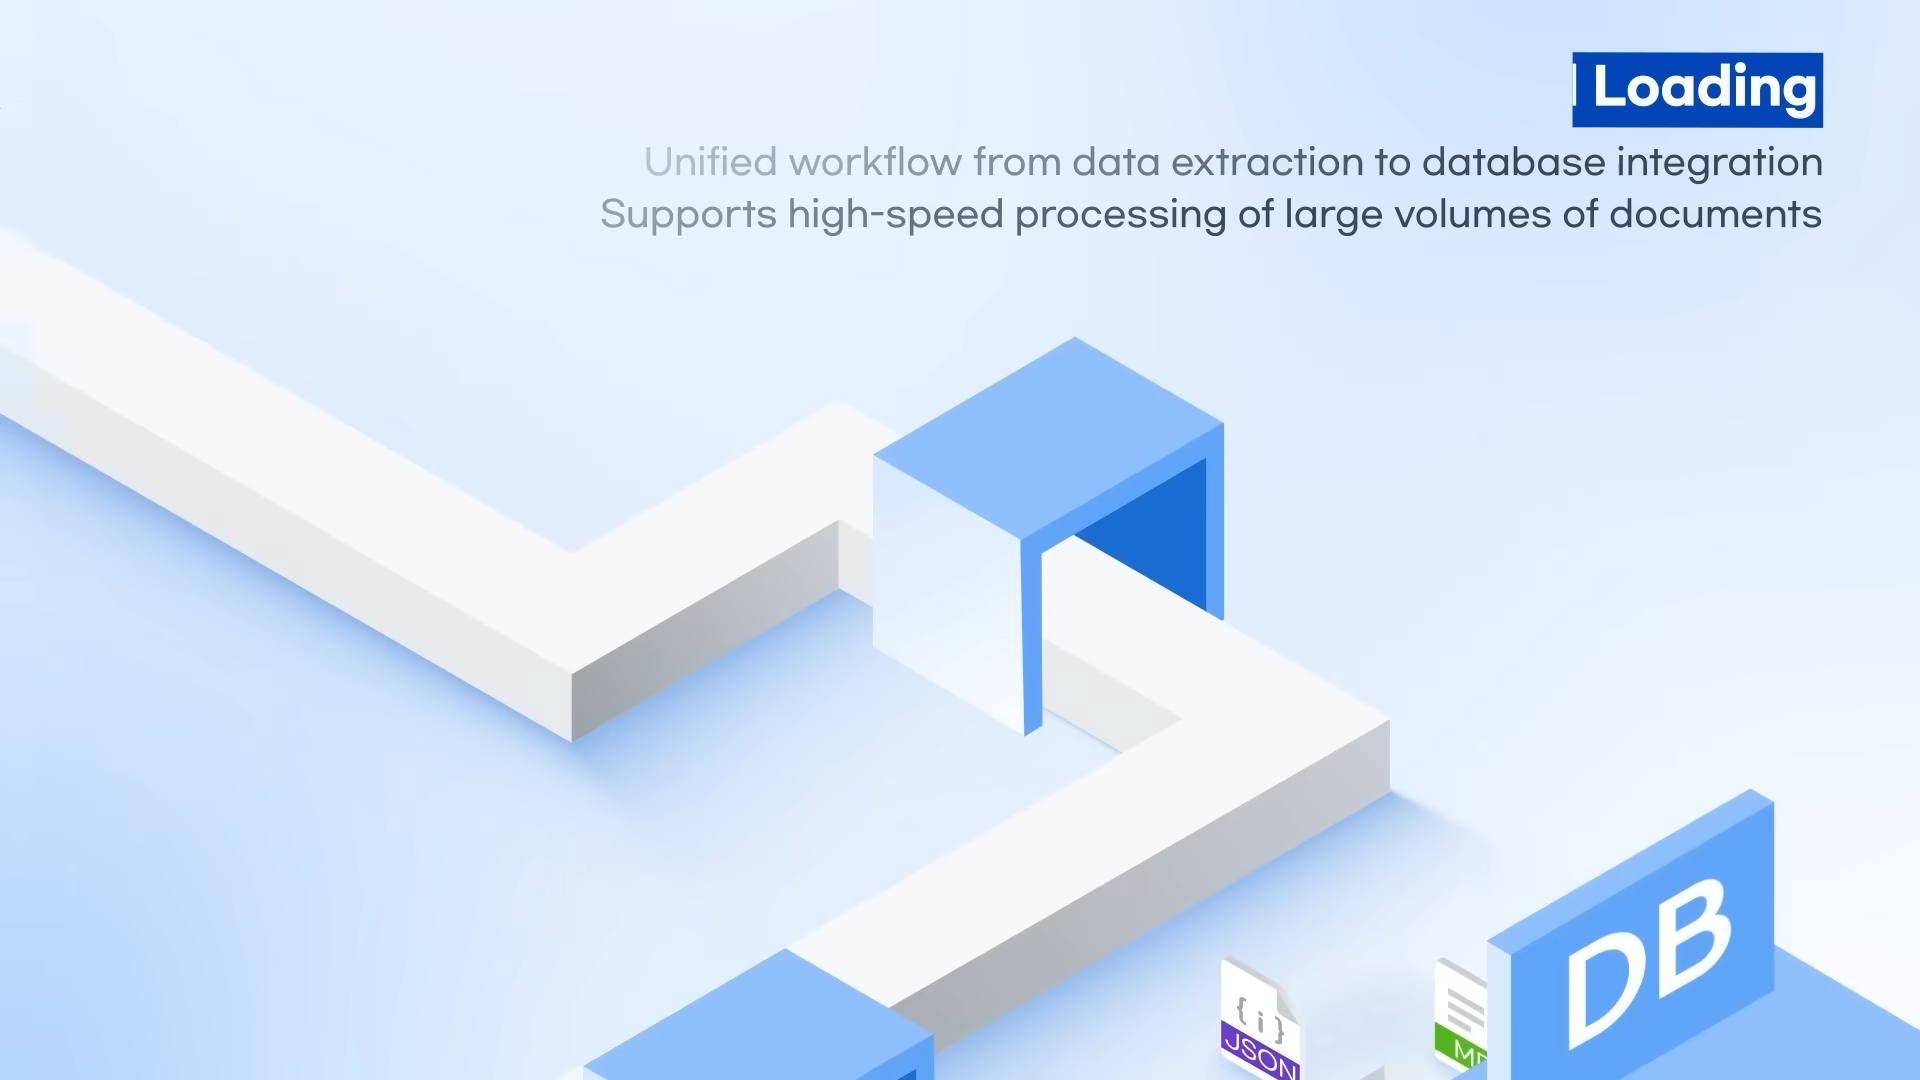 Loading
Unified workflow from data extraction to database integration
Supports high-speed processing of large volumes of documents
DB
{ i }
JSON